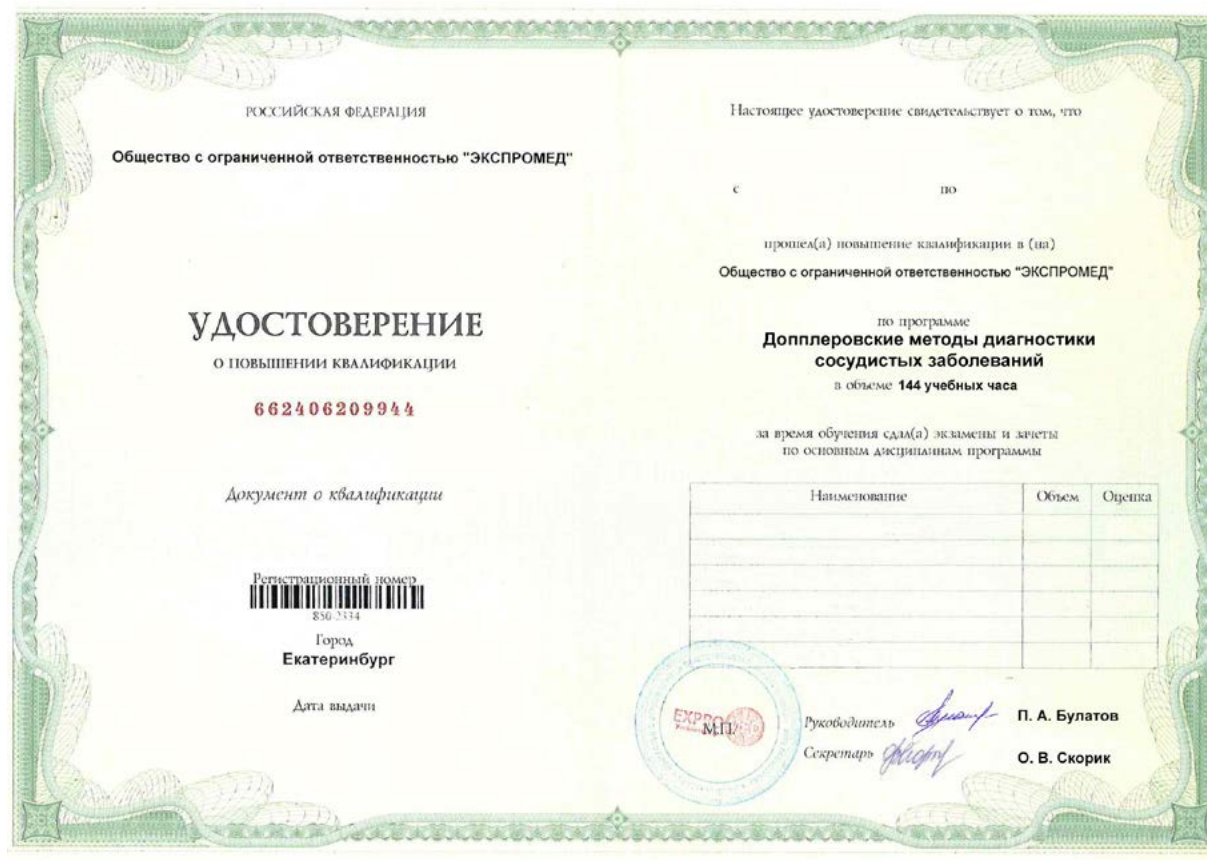 РОССИЙСКАЯ ФЕДЕРАЦИЯ
Общество с ограниченной ответственностью "ЭКСПРОМЕД"
УДОСТОВЕРЕНИЕ
О ПОВЫШЕНИИ КВАЛИФИКАЦИИ
662406209944
Документ о квалификации
Регистрационный номер
850-2334
Город
Екатеринбург
Дата выдачи
Настоящее удостоверение свидетельствует о том, что
с по
прошел(а) повышение квалификации в (на)
Общество с ограниченной ответственностью "ЭКСПРОМЕД"
по программе
Допплеровские методы диагностики
сосудистых заболеваний
в объеме 144 учебных часа
за время обучения сдал(а) экзамены и зачеты
по основным дисциплинам программы
Наименование Объем Оценка
М.П.
Руководитель П. А. Булатов
Секретарь О. В. Скорик